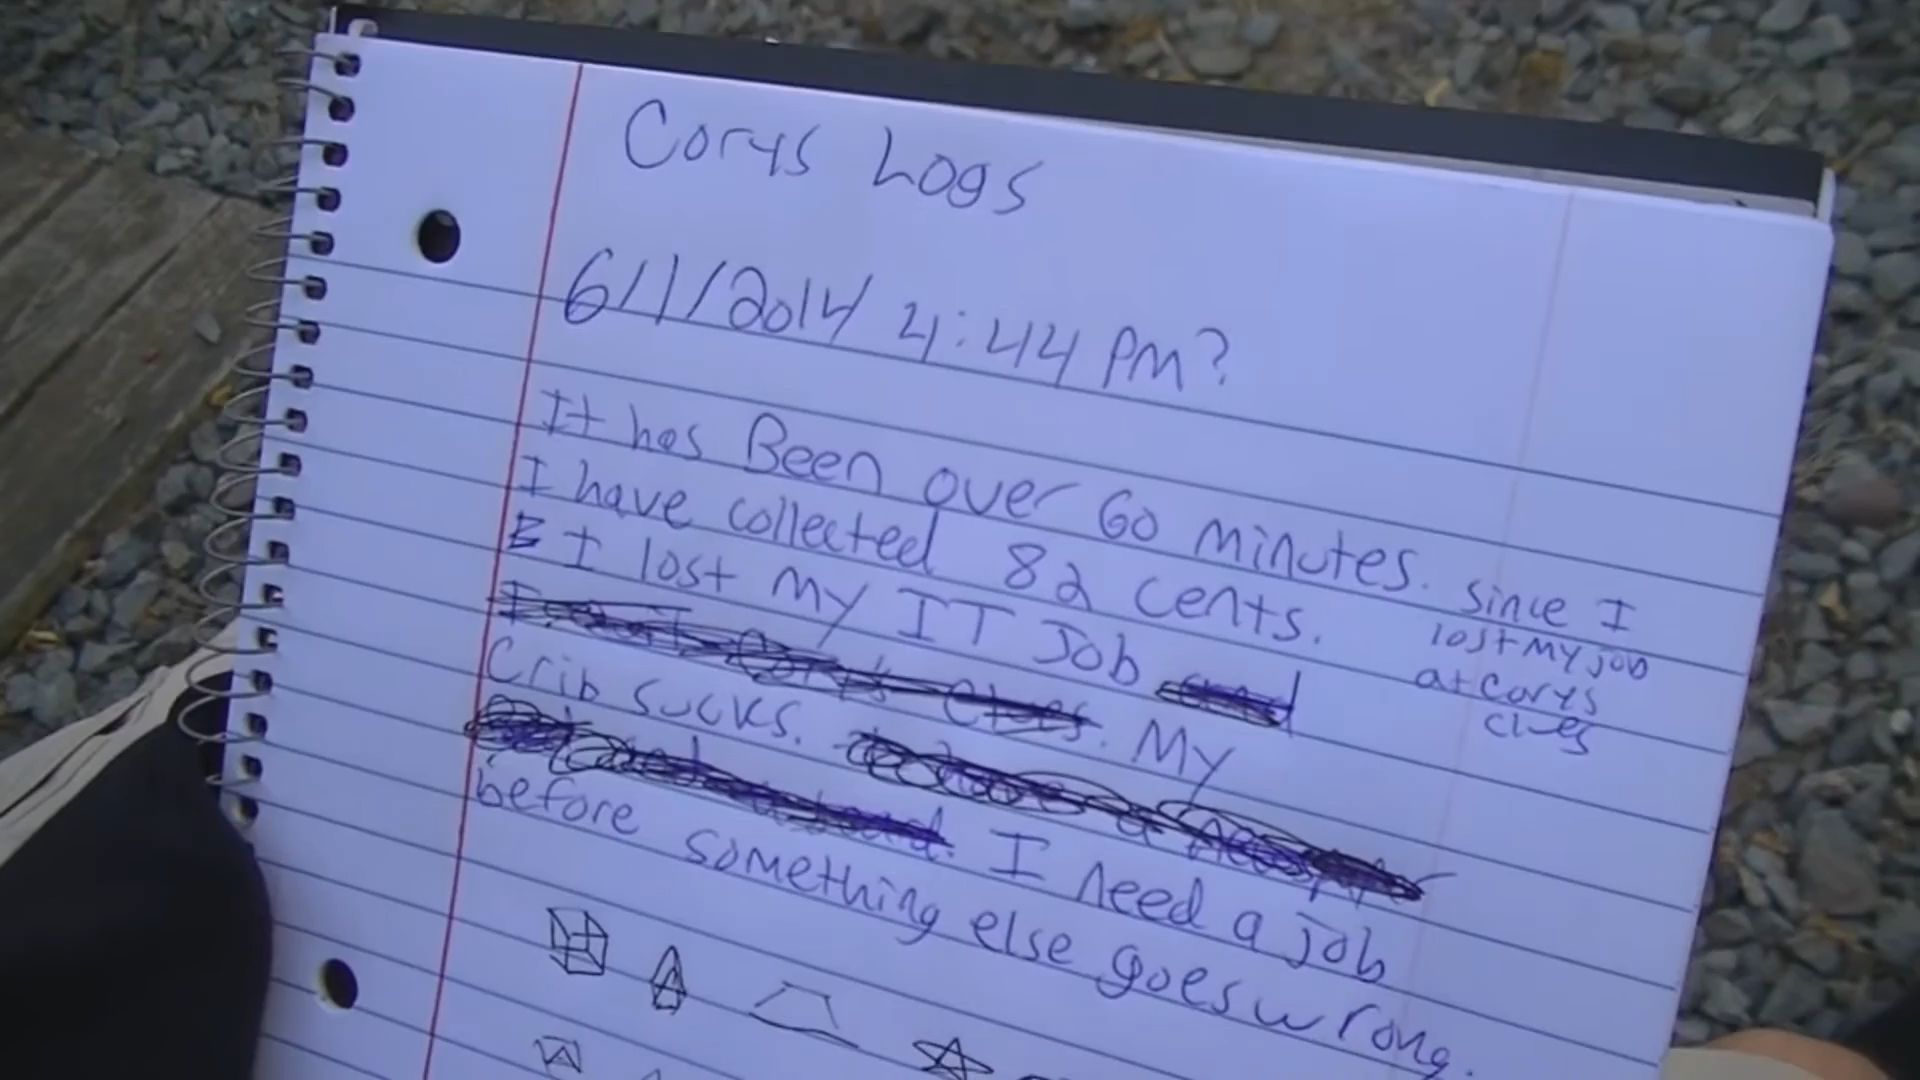 Corys Logs
6/1/2014 4:44 PM?
It has Been over 60 minutes. since I
lost my job
at corys
clues
I have collected 82 cents.
I lost my IT Job
My
Crib sucks.
I need a job
before something else goes wrong.